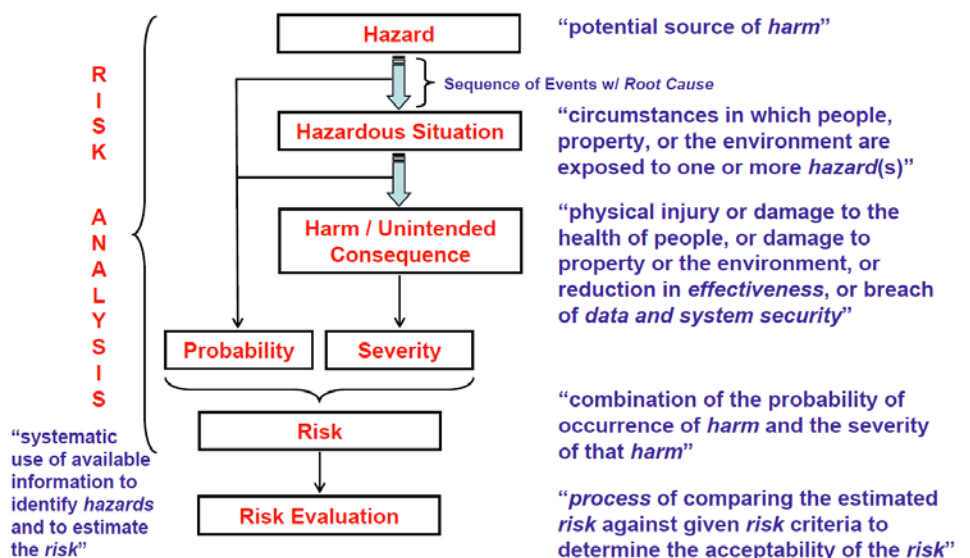 Hazard
“potential source of harm”
Sequence of Events w/ Root Cause
Hazardous Situation
“circumstances in which people,
property, or the environment are
exposed to one or more hazard(s)”
Harm / Unintended
Consequence
“physical injury or damage to the
health of people, or damage to
property or the environment, or
reduction in effectiveness, or breach
of data and system security”
Probability
Severity
RISK ANALYSIS
“systematic
use of available
information to
identify hazards
and to estimate
the risk”
Risk
“combination of the probability of
occurrence of harm and the severity
of that harm”
Risk Evaluation
“process of comparing the estimated
risk against given risk criteria to
determine the acceptability of the risk”